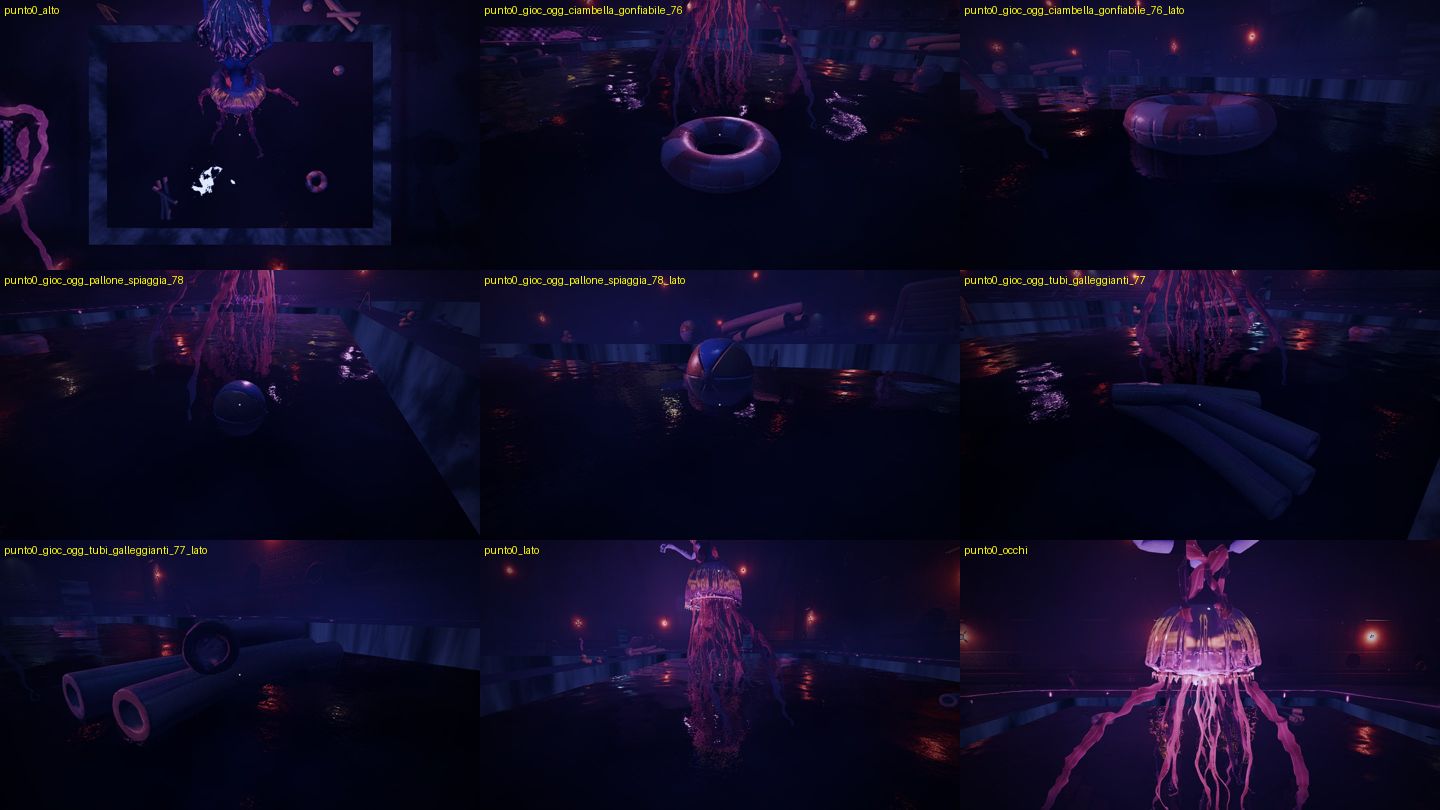 punto0_alto
punto0_gioc_ogg_ciambella_gonfiabile_76
punto0_gioc_ogg_ciambella_gonfiabile_76_lato
punto0_gioc_ogg_pallone_spiaggia_78
punto0_gioc_ogg_pallone_spiaggia_78_lato
punto0_gioc_ogg_tubi_galleggianti_77
punto0_gioc_ogg_tubi_galleggianti_77_lato
punto0_lato
punto0_occhi